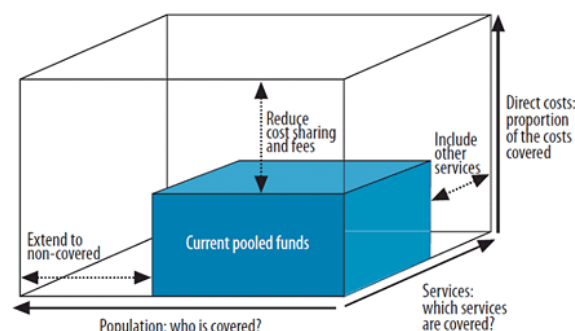 Direct costs:
proportion
of the costs
covered
Reduce
cost sharing
and fees
Include
other
services
Extend to
non-covered
Current pooled funds
Services:
which services
are covered?
Population: who is covered?